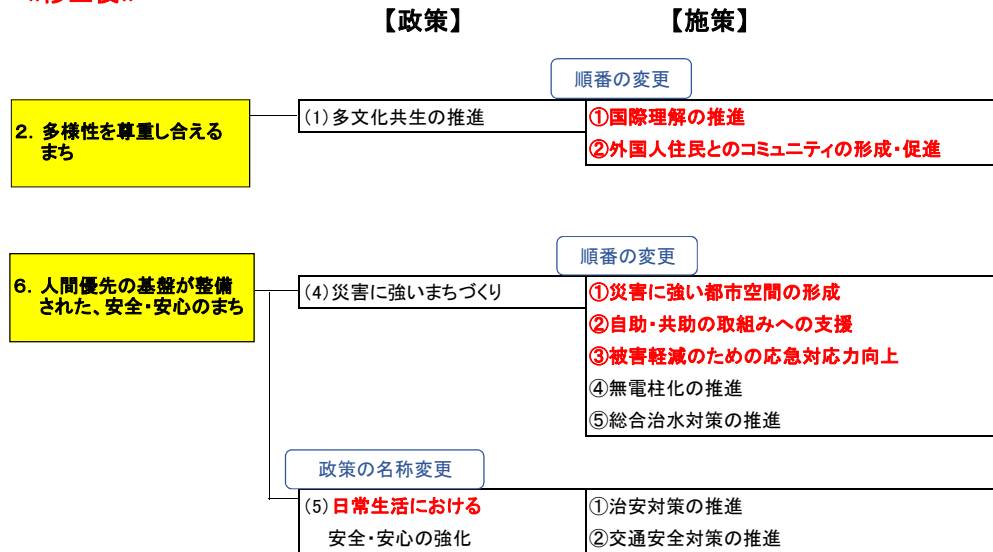 【政策】
【施策】
順番の変更
2. 多様性を尊重し合える
まち
(1)多文化共生の推進
①国際理解の推進
②外国人住民とのコミュニティの形成・促進
順番の変更
6. 人間優先の基盤が整備
された、安全・安心のまち
(4)災害に強いまちづくり
①災害に強い都市空間の形成
②自助・共助の取組みへの支援
③被害軽減のための応急対応力向上
④無電柱化の推進
⑤総合治水対策の推進
政策の名称変更
(5)日常生活における
安全・安心の強化
①治安対策の推進
②交通安全対策の推進